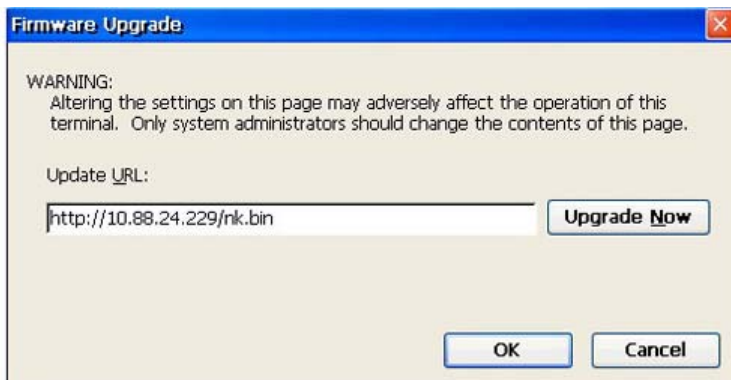 Firmware Upgrade
WARNING:
Altering the settings on this page may adversely affect the operation of this
terminal. Only system administrators should change the contents of this page.
Update URL:
http://10.88.24.229/nk.bin
Upgrade Now
OK
Cancel